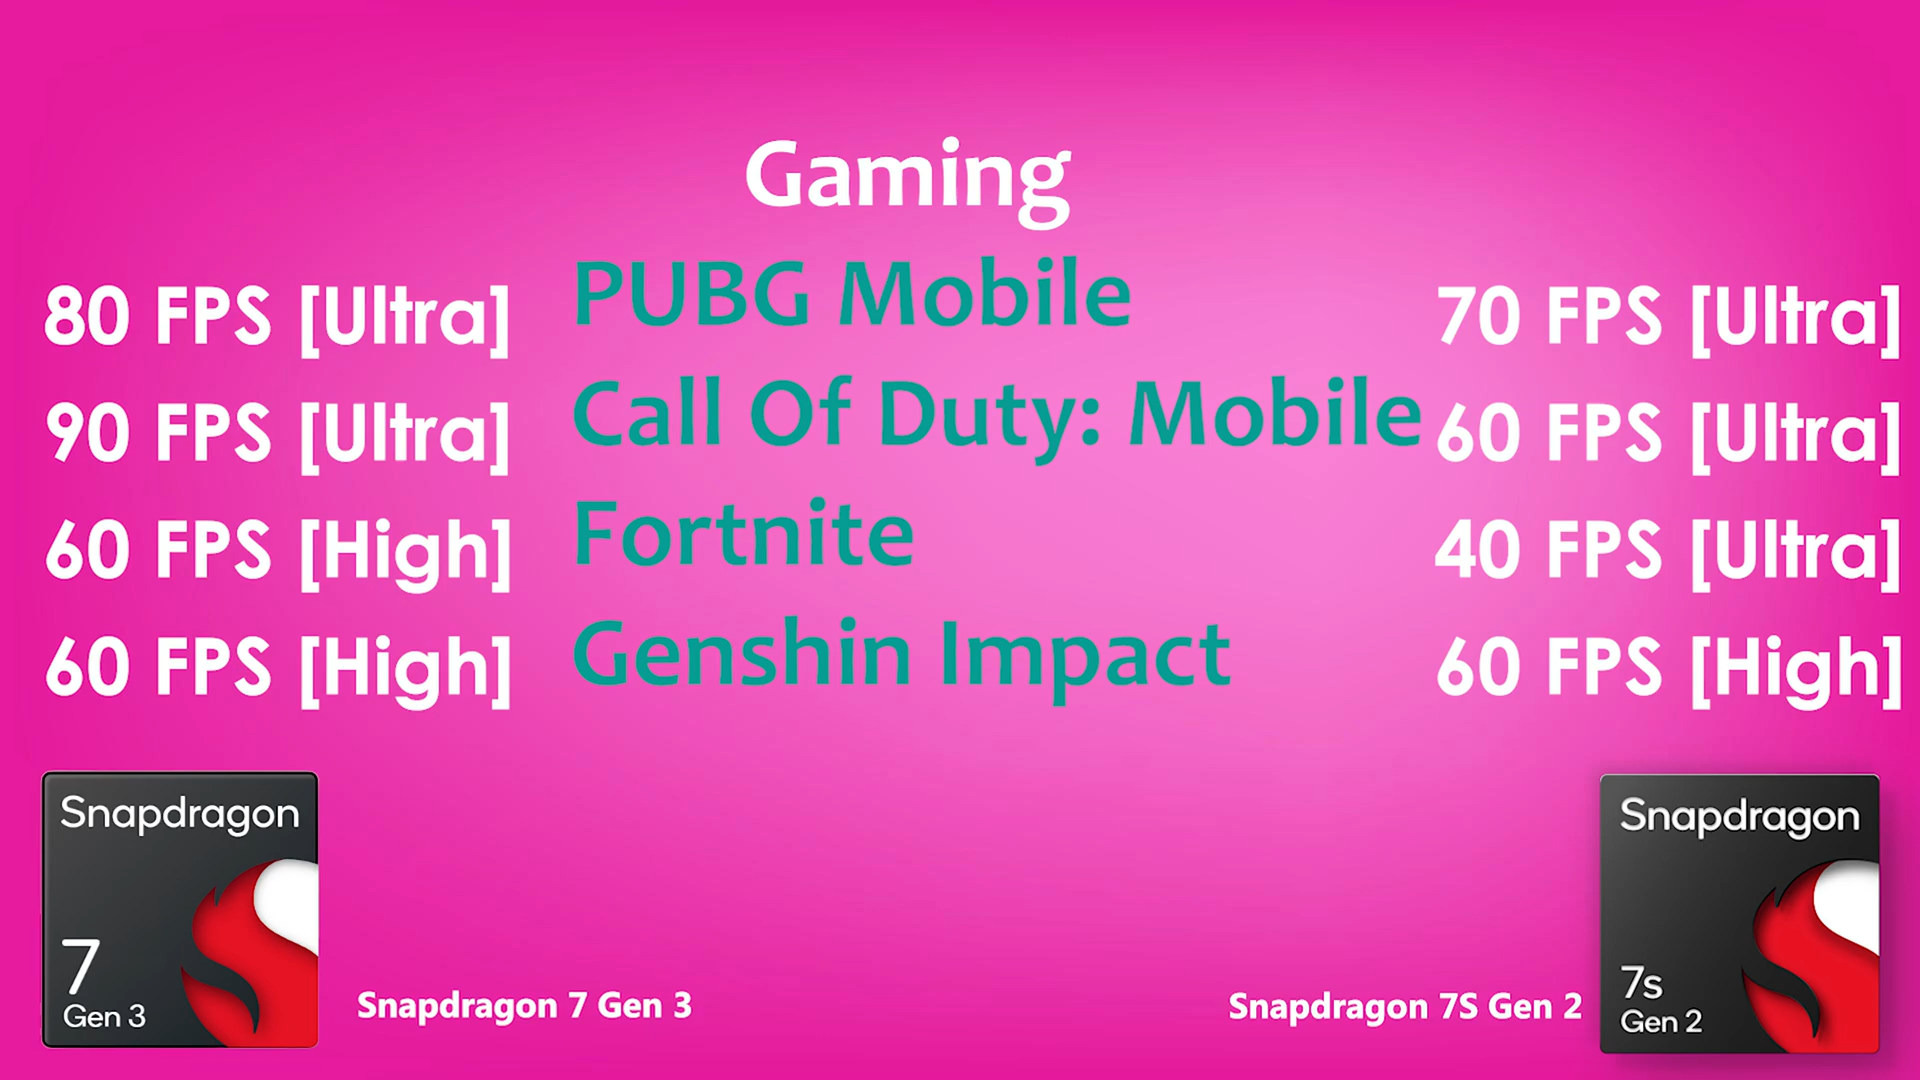 Gaming
80 FPS [Ultra] PUBG Mobile 70 FPS [Ultra]
90 FPS [Ultra] Call Of Duty: Mobile 60 FPS [Ultra]
60 FPS [High] Fortnite 40 FPS [Ultra]
60 FPS [High] Genshin Impact 60 FPS [High]
Snapdragon
7
Gen 3
Snapdragon 7 Gen 3
Snapdragon 7S Gen 2
Snapdragon
7s
Gen 2